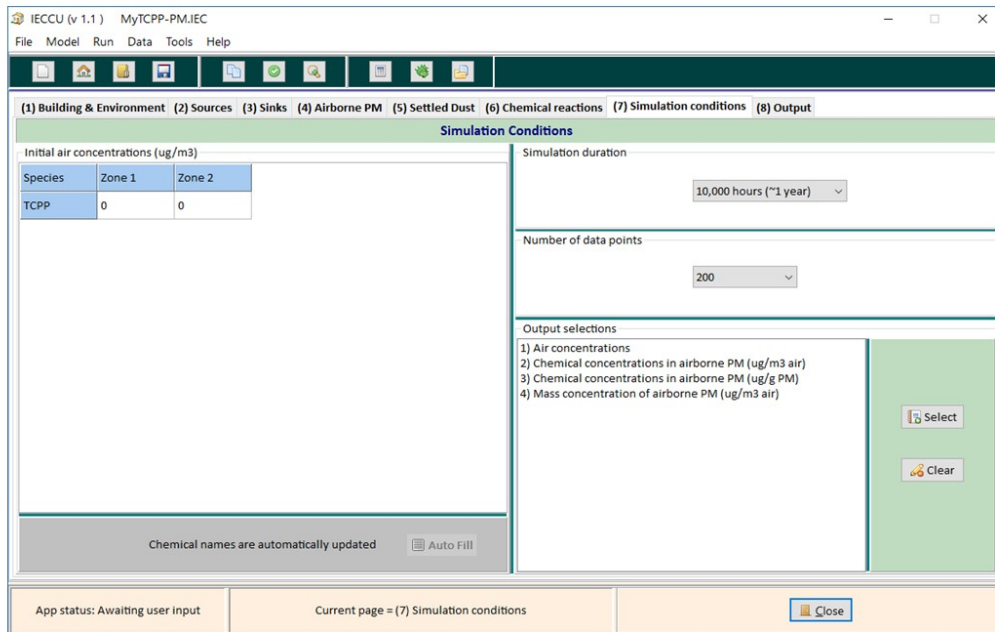 IECCU (v 1.1 ) MyTCPP-PM.IEC
File Model Run Data Tools Help
(1) Building & Environment (2) Sources (3) Sinks (4) Airborne PM (5) Settled Dust (6) Chemical reactions (7) Simulation conditions (8) Output
Simulation Conditions
Initial air concentrations (ug/m3)
Species Zone 1 Zone 2
TCPP 0 0
Chemical names are automatically updated Auto Fill
Simulation duration
10,000 hours (~1 year)
Number of data points
200
Output selections
1) Air concentrations
2) Chemical concentrations in airborne PM (ug/m3 air)
3) Chemical concentrations in airborne PM (ug/g PM)
4) Mass concentration of airborne PM (ug/m3 air)
Select
Clear
App status: Awaiting user input Current page = (7) Simulation conditions Close